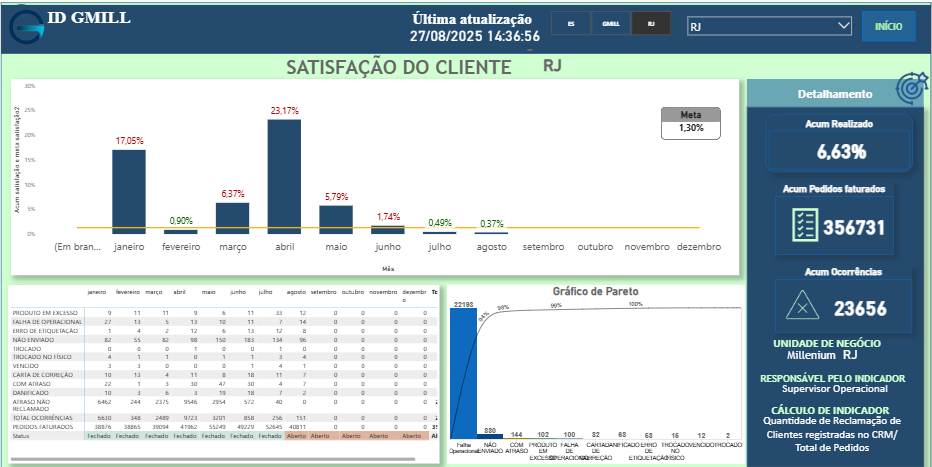 ID GMILL
Última atualização
27/08/2025 14:36:56
ES GMILL RJ
RJ
INÍCIO
SATISFAÇÃO DO CLIENTE RJ
Acum satisfação e meta satisfação2
30%
25%
20%
15%
10%
5%
0%
17,05%
0,90%
6,37%
23,17%
5,79%
1,74%
0,49%
0,37%
(Em bran... janeiro fevereiro março abril maio junho julho agosto setembro outubro novembro dezembro
Mês
Meta
1,30%
Detalhamento
Acum Realizado
6,63%
Acum Pedidos faturados
356731
Acum Ocorrências
23656
UNIDADE DE NEGÓCIO
Millenium RJ
RESPONSÁVEL PELO INDICADOR
Supervisor Operacional
CÁLCULO DE INDICADOR
Quantidade de Reclamação de
Clientes registradas no CRM/
Total de Pedidos
janeiro fevereiro março abril maio junho julho agosto setembro outubro novembro dezembr
o
PRODUTO EM EXCESSO 9 11 11 9 6 11 33 12 0 0 0 0
FALHA DE OPERACIONAL 27 13 5 13 10 11 7 14 0 0 0 0
ERRO DE ETIQUETAÇÃO 1 4 2 12 6 13 12 8 0 0 0 0
NÃO ENVIADO 82 55 82 98 150 183 134 96 0 0 0 0
TROCADO 0 0 0 1 0 0 1 0 0 0 0 0
TROCADO NO FÍSICO 4 1 1 0 1 1 3 4 0 0 0 0
VENCIDO 3 3 0 0 0 1 4 1 0 0 0 0
CARTA DE CORREÇÃO 10 13 4 11 8 18 11 7 0 0 0 0
COM ATRASO 22 1 3 30 47 30 4 7 0 0 0 0
DANIFICADO 10 3 6 3 19 18 7 2 0 0 0 0
ATRASO NÃO 6462 244 2375 9546 2954 572 40 0 0 0 0 0
RECLAMADO
TOTAL OCORRÊNCIAS 6630 348 2489 9723 3201 858 256 151 0 0 0 0
PEDIDOS FATURADOS 38876 38865 39094 41962 55249 49229 52645 40811 0 0 0 0
Status Fechado Fechado Fechado Fechado Fechado Fechado Fechado Aberto Aberto Aberto Aberto Aberto
Gráfico de Pareto
22193
94%
98%
99%
100%
880 144 102 100 82 68 63 16 12 2
Falha
Operacional
NÃO
ENVIADO
COM
ATRASO
PRODUTO
EM
EXCESSO
FALHA
DE
OPERACIONAL
CARTA
DE
CORREÇÃO
DANIFICADO
ERRO
DE
ETIQUETAÇÃO
TROCADO
NO
FÍSICO
VENCIDO
TROCADO